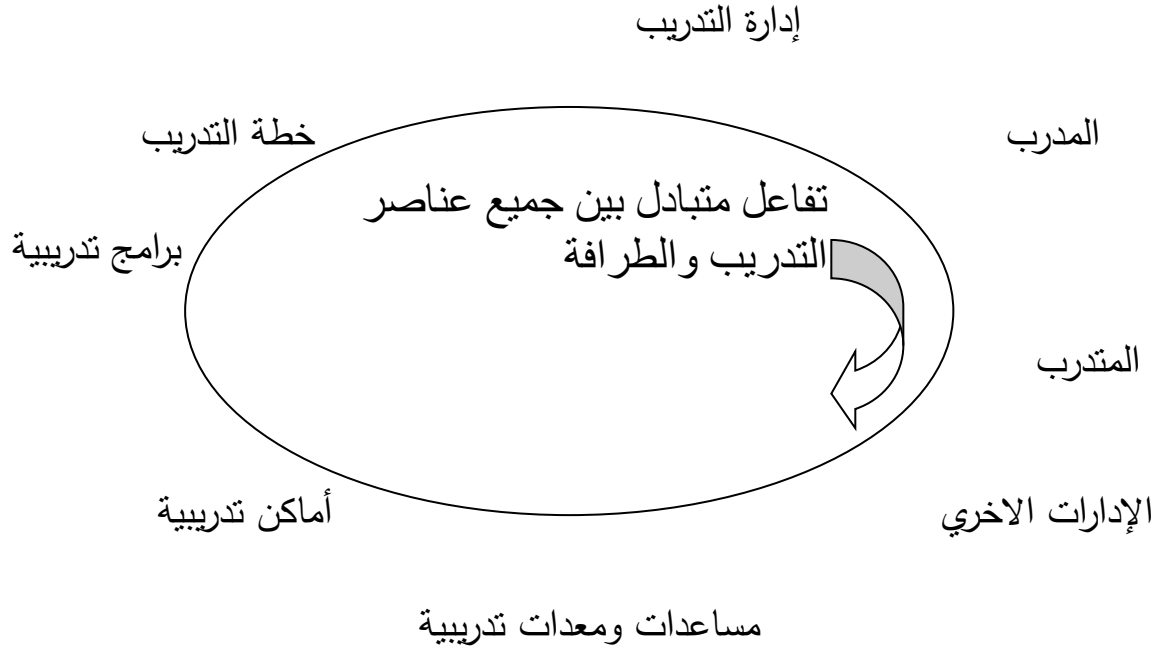 إدارة التدريب
المدرب
خطة التدريب
تفاعل متبادل بين جميع عناصر
التدريب والطرافة
برامج تدريبية
المتدرب
الإدارات الاخري
أماكن تدريبية
مساعدات ومعدات تدريبية